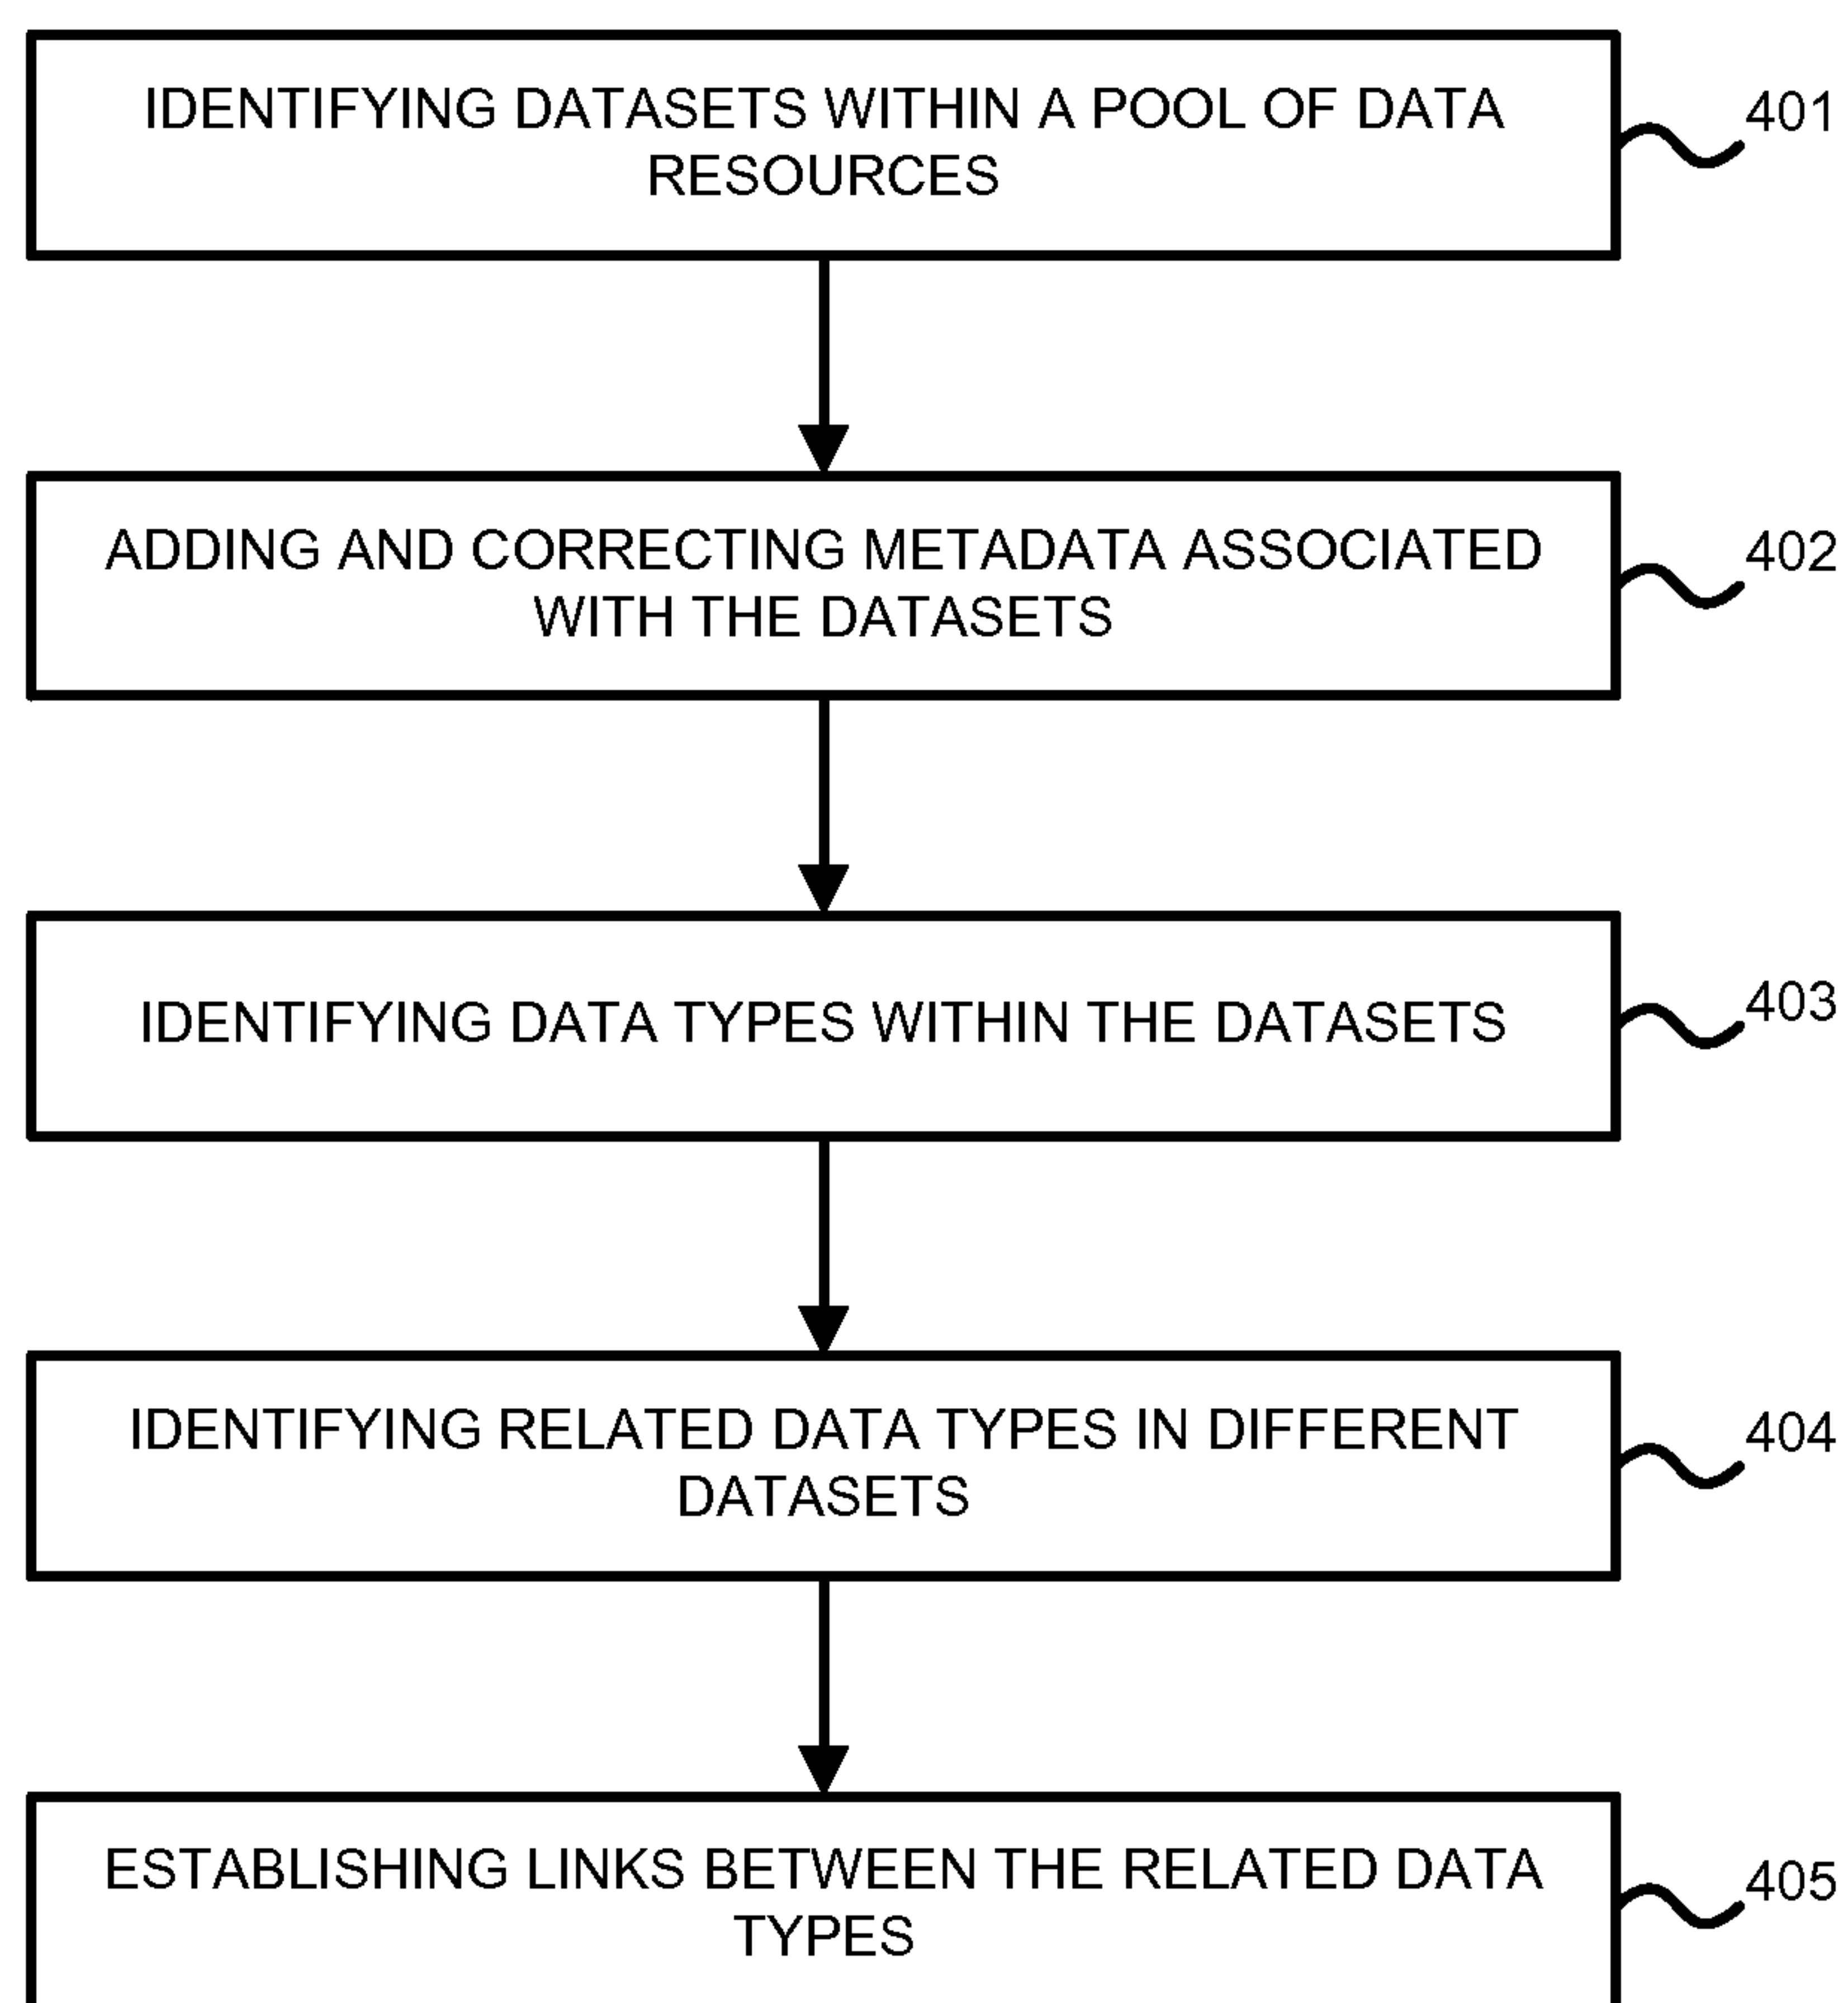 IDENTIFYING DATASETS WITHIN A POOL OF DATA
RESOURCES
401
ADDING AND CORRECTING METADATA ASSOCIATED
WITH THE DATASETS
402
IDENTIFYING DATA TYPES WITHIN THE DATASETS
403
IDENTIFYING RELATED DATA TYPES IN DIFFERENT
DATASETS
404
ESTABLISHING LINKS BETWEEN THE RELATED DATA
TYPES
405